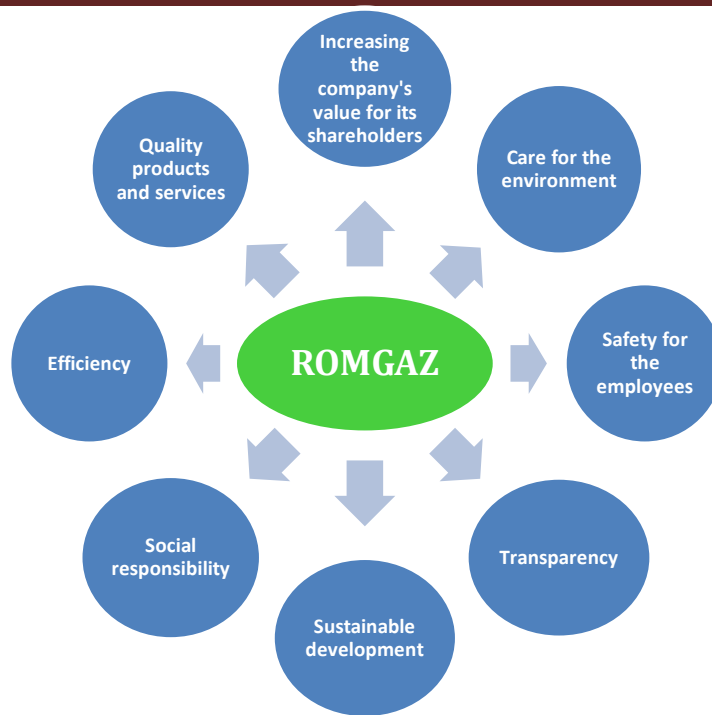 Increasing
the
company's
value for its
shareholders
Quality
products
and services
Care for the
environment
Efficiency
ROMGAZ
Safety for
the
employees
Social
responsibility
Transparency
Sustainable
development